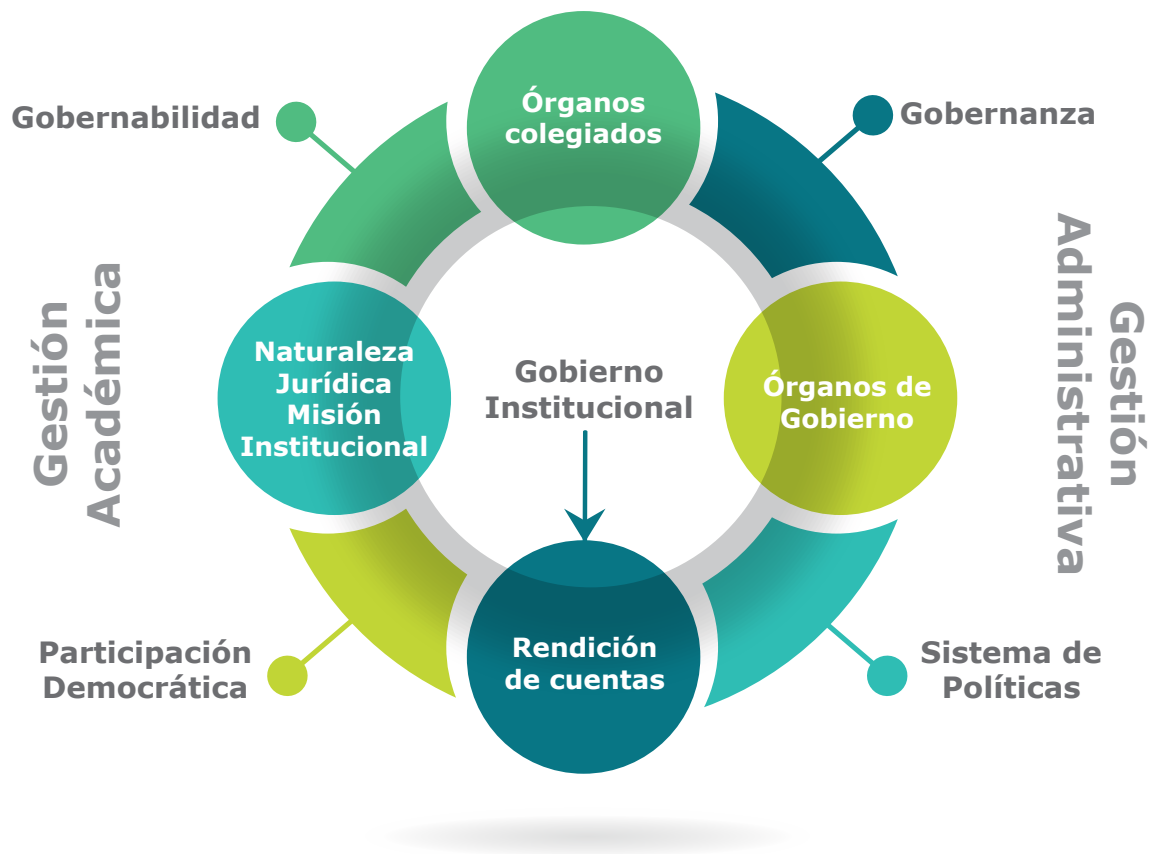 Órganos
colegiados
Gobernabilidad
Gobernanza
Gestión
Académica
Naturaleza
Jurídica
Misión
Institucional
Gobierno
Institucional
Órganos de
Gobierno
Gestión
Administrativa
Rendición
de cuentas
Participación
Democrática
Sistema de
Políticas